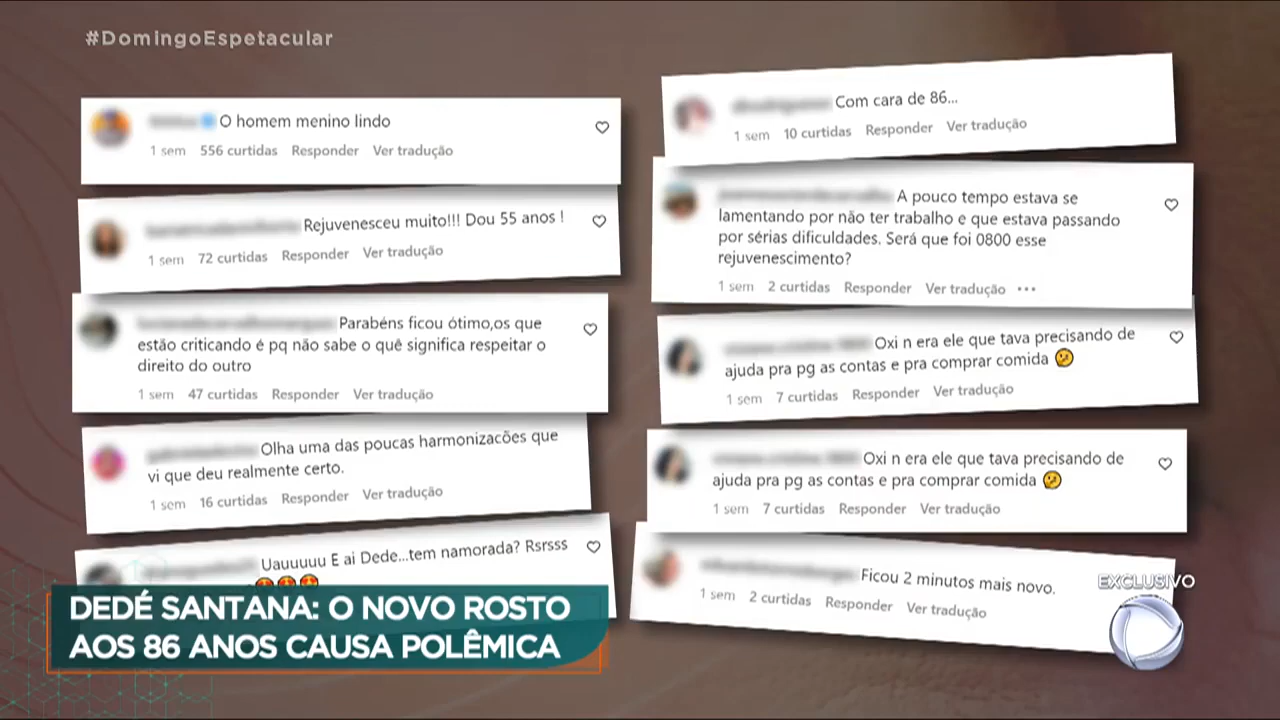 #DomingoEspetacular
O homem menino lindo
1 sem 556 curtidas Responder Ver tradução
Rejuvenesceu muito!!! Dou 55 anos !
1 sem 72 curtidas Responder Ver tradução
Parabéns ficou ótimo,os que
estão criticando é pq não sabe o quê significa respeitar o
direito do outro
1 sem 47 curtidas Responder Ver tradução
Olha uma das poucas harmonizacões que
vi que deu realmente certo.
1 sem 16 curtidas Responder Ver tradução
Uauuuuu E ai Dede...tem namorada? Rsrsss
😍😍😍
Com cara de 86...
1 sem 10 curtidas Responder Ver tradução
A pouco tempo estava se
lamentando por não ter trabalho e que estava passando
por sérias dificuldades. Será que foi 0800 esse
rejuvenescimento?
1 sem 2 curtidas Responder Ver tradução ...
Oxi n era ele que tava precisando de
ajuda pra pg as contas e pra comprar comida 🫤
1 sem 7 curtidas Responder Ver tradução
Oxi n era ele que tava precisando de
ajuda pra pg as contas e pra comprar comida 🫤
1 sem 7 curtidas Responder Ver tradução
Ficou 2 minutos mais novo.
1 sem 2 curtidas Responder Ver tradução
EXCLUSIVO
DEDÉ SANTANA: O NOVO ROSTO
AOS 86 ANOS CAUSA POLÊMICA